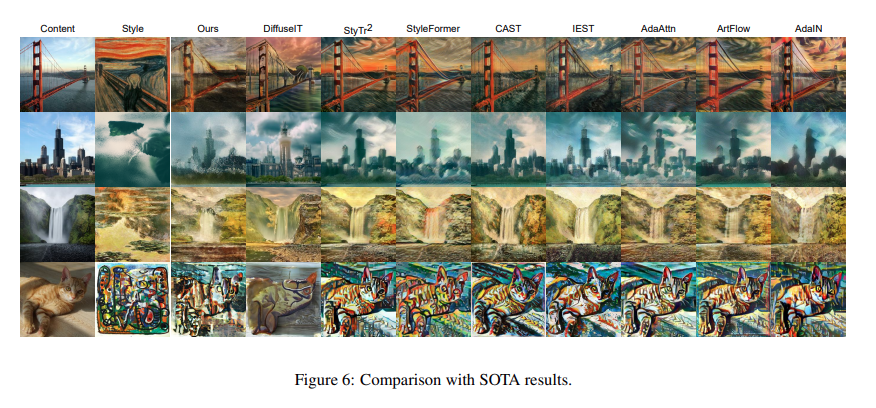 Content Style Ours DiffuseIT StyTr2 StyleFormer CAST IEST AdaAttn ArtFlow AdaIN
Figure 6: Comparison with SOTA results.